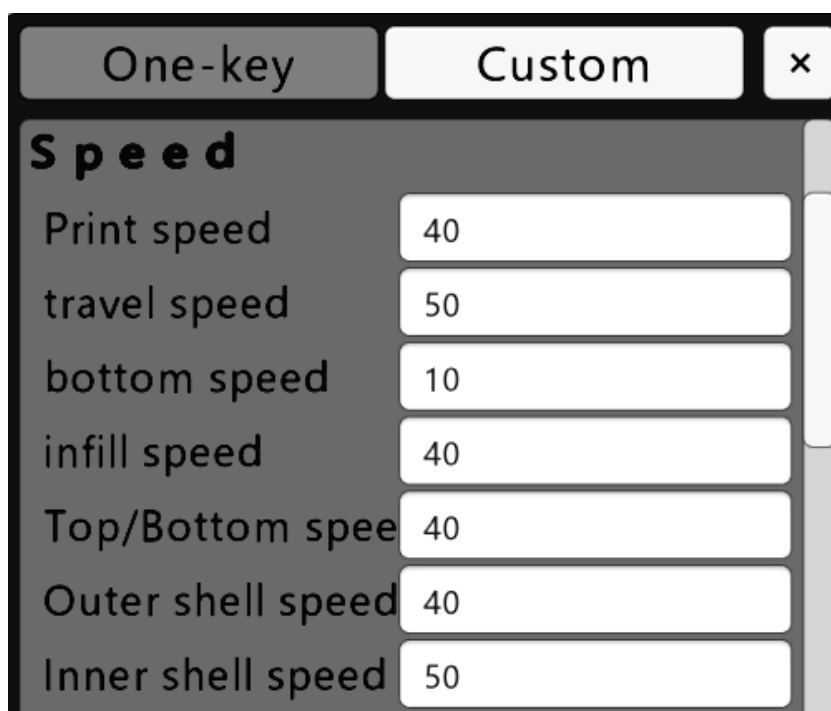 One-key Custom ×
Speed
Print speed 40
travel speed 50
bottom speed 10
infill speed 40
Top/Bottom spee 40
Outer shell speed 40
Inner shell speed 50